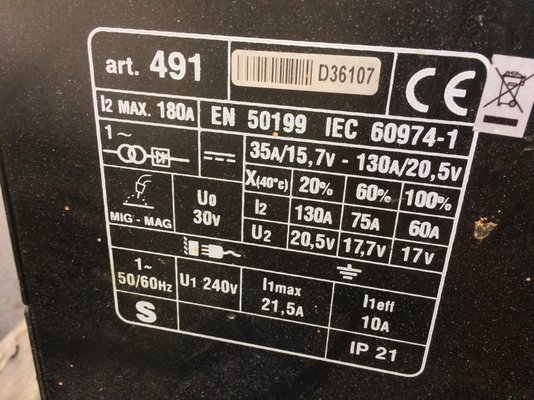 art. 491
D36107
CE
I2 MAX. 180A
EN 50199 IEC 60974-1
1~
35A/15,7V - 130A/20,5V
X(40°C) 20% 60% 100%
MIG - MAG
U0 30V
I2 130A 75A 60A
U2 20,5V 17,7V 17V
1~ 50/60Hz
U1 240V
I1max 21,5A
I1eff 10A
S
IP 21